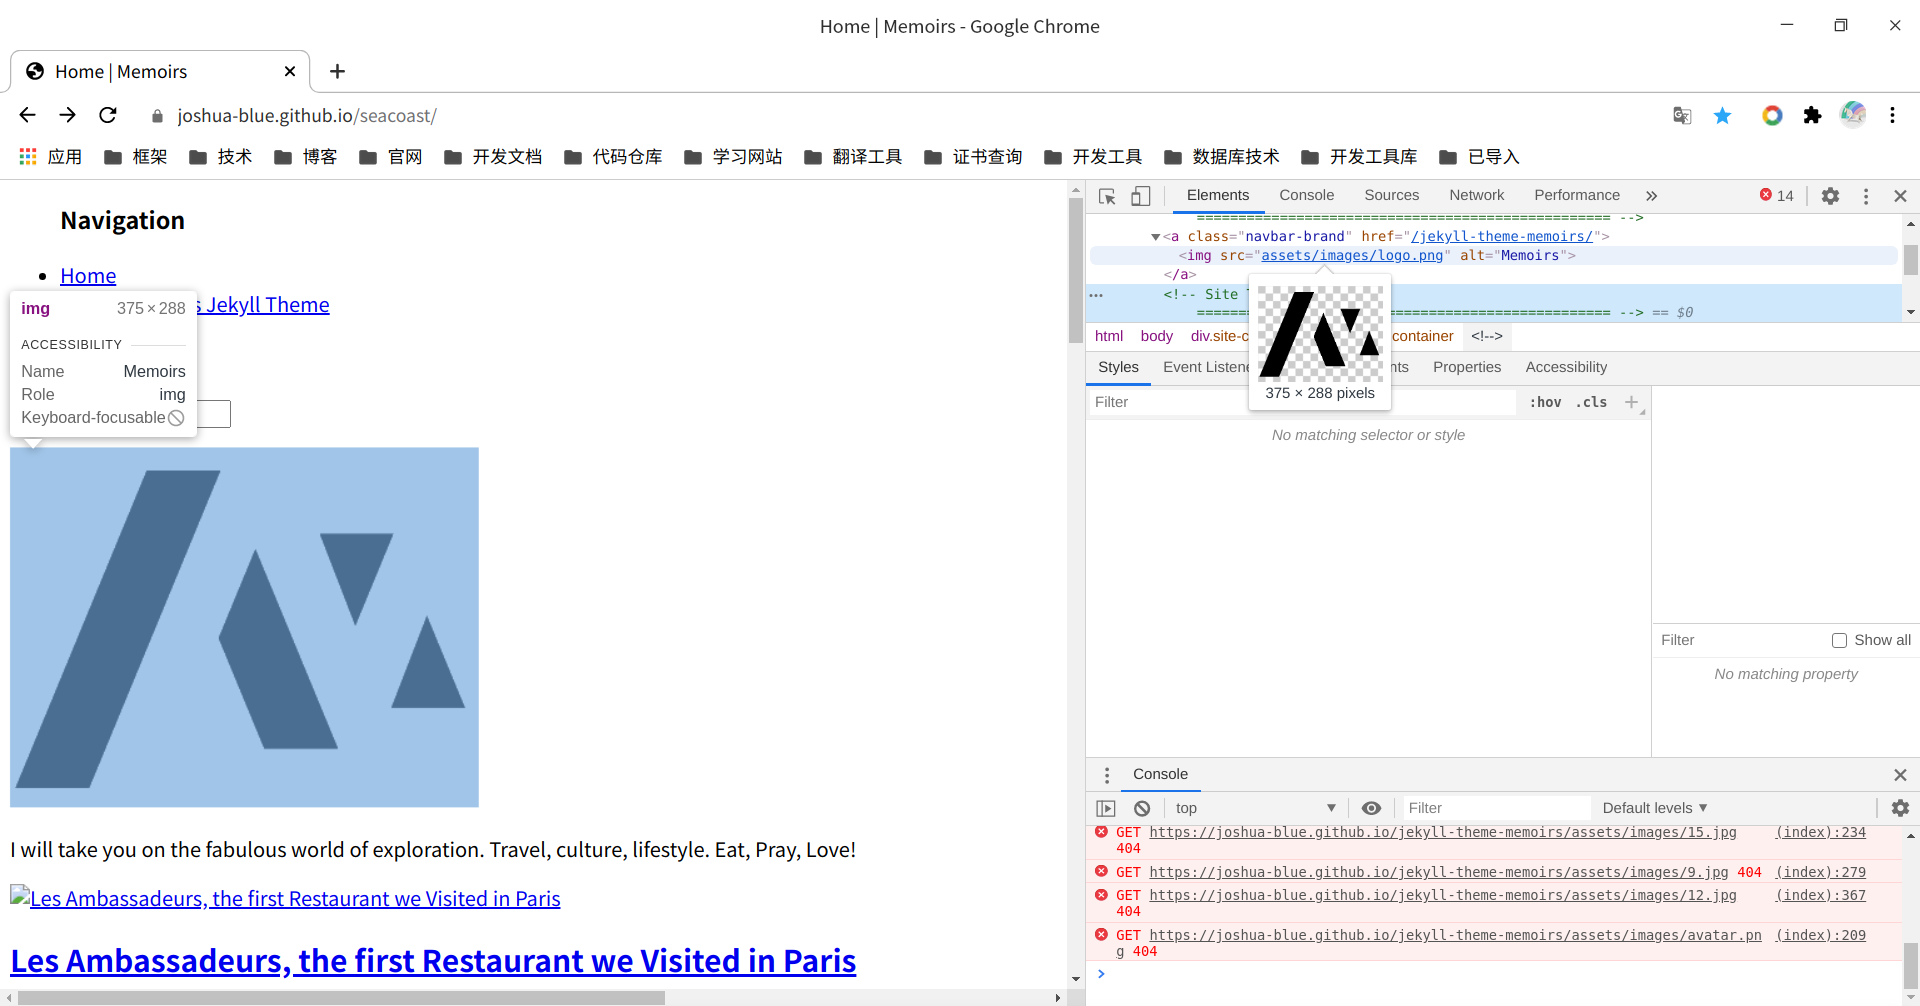 Home | Memoirs - Google Chrome
Home | Memoirs
joshua-blue.github.io/seacoast/
应用 框架 技术 博客 官网 开发文档 代码仓库 学习网站 翻译工具 证书查询 开发工具 数据库技术 开发工具库 已导入
Navigation
Home
s Jekyll Theme
img 375 × 288
ACCESSIBILITY
Name Memoirs
Role img
Keyboard-focusable
I will take you on the fabulous world of exploration. Travel, culture, lifestyle. Eat, Pray, Love!
Les Ambassadeurs, the first Restaurant we Visited in Paris
Les Ambassadeurs, the first Restaurant we Visited in Paris
Elements Console Sources Network Performance » 14
================================================== -->
<a class="navbar-brand" href="/jekyll-theme-memoirs/">
<img src="assets/images/logo.png" alt="Memoirs">
</a>
<!-- Site
================================================== --> == $0
html body div.site-c container <!-->
375 × 288 pixels
Styles Event Listene nts Properties Accessibility
Filter :hov .cls +
No matching selector or style
Filter Show all
No matching property
Console
top Filter Default levels ▼
GET https://joshua-blue.github.io/jekyll-theme-memoirs/assets/images/15.jpg (index):234
404
GET https://joshua-blue.github.io/jekyll-theme-memoirs/assets/images/9.jpg 404 (index):279
GET https://joshua-blue.github.io/jekyll-theme-memoirs/assets/images/12.jpg (index):367
404
GET https://joshua-blue.github.io/jekyll-theme-memoirs/assets/images/avatar.pn (index):209
g 404